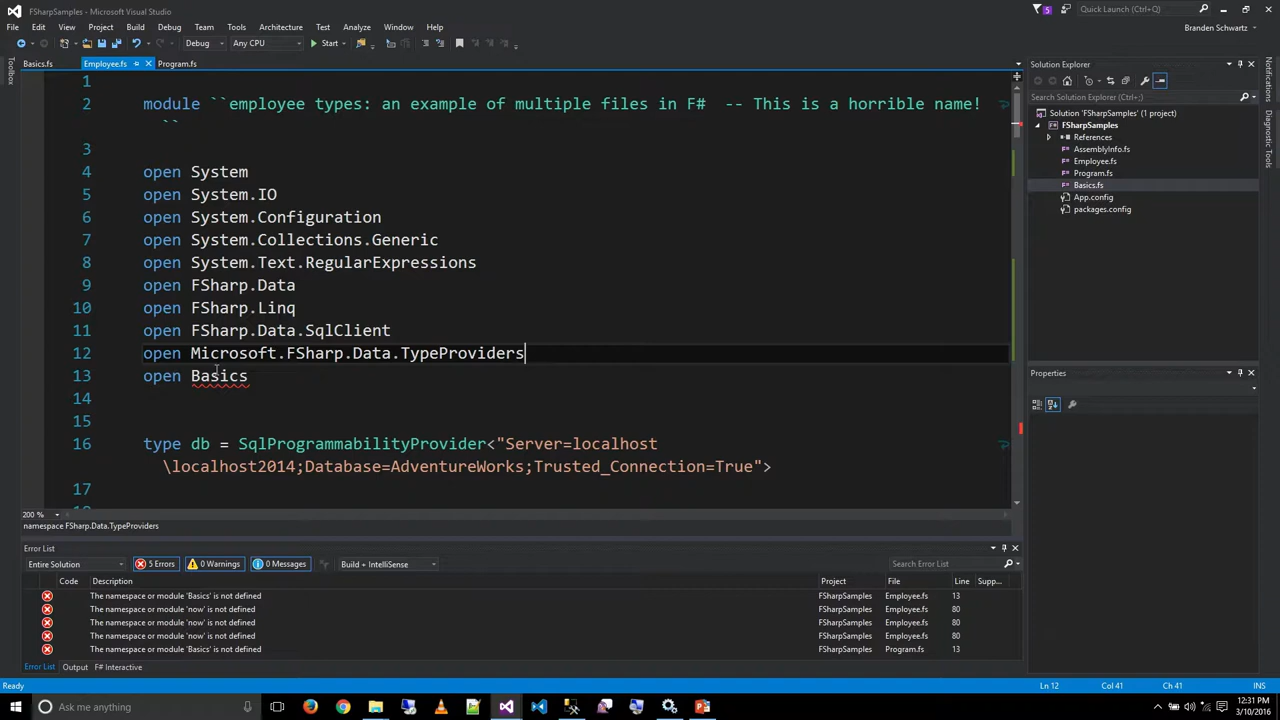 FSharpSamples - Microsoft Visual Studio
5
Quick Launch (Ctrl+Q)
File Edit View Project Build Debug Team Tools Test Analyze Window Help
Branden Schwartz
Debug Any CPU Start
Toolbox
Basics.fs Employee.fs Program.fs
1
2 module ``employee types: an example of multiple files in F# -- This is a horrible name!
``
3
4 open System
5 open System.IO
6 open System.Configuration
7 open System.Collections.Generic
8 open System.Text.RegularExpressions
9 open FSharp.Data
10 open FSharp.Linq
11 open FSharp.Data.SqlClient
12 open Microsoft.FSharp.Data.TypeProviders
13 open Basics
14
15
16 type db = SqlProgrammabilityProvider<"Server=localhost
\localhost2014;Database=AdventureWorks;Trusted_Connection=True">
17
18
200 %
namespace FSharp.Data.TypeProviders
Solution Explorer
Search Solution Explorer (Ctrl+;)
Solution 'FSharpSamples' (1 project)
FSharpSamples
References
AssemblyInfo.fs
Employee.fs
Program.fs
Basics.fs
App.config
packages.config
Properties
Notifications
Diagnostic Tools
Error List
Entire Solution 5 Errors 0 Warnings 0 Messages Build + IntelliSense Search Error List
Code Description Project File Line Supp...
The namespace or module 'Basics' is not defined FSharpSamples Employee.fs 13
The namespace or module 'now' is not defined FSharpSamples Employee.fs 80
The namespace or module 'now' is not defined FSharpSamples Employee.fs 80
The namespace or module 'now' is not defined FSharpSamples Employee.fs 80
The namespace or module 'Basics' is not defined FSharpSamples Program.fs 13
Error List Output F# Interactive
Ready Ln 12 Col 41 Ch 41 INS
Ask me anything
12:31 PM
3/10/2016